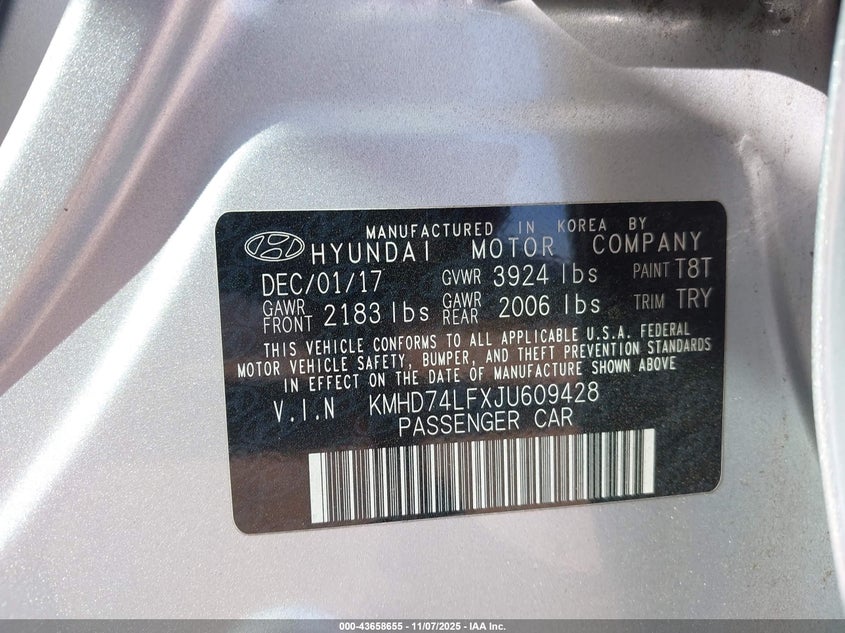 MANUFACTURED IN KOREA BY
HYUNDAI MOTOR COMPANY
DEC/01/17 GVWR 3924 lbs PAINT T8T
GAWR FRONT 2183 lbs GAWR REAR 2006 lbs TRIM TRY
THIS VEHICLE CONFORMS TO ALL APPLICABLE U.S.A. FEDERAL
MOTOR VEHICLE SAFETY, BUMPER, AND THEFT PREVENTION STANDARDS
IN EFFECT ON THE DATE OF MANUFACTURE SHOWN ABOVE
V.I.N KMHD74LFXJU609428
PASSENGER CAR
000-43658655 | 11/07/2025 - IAA Inc.